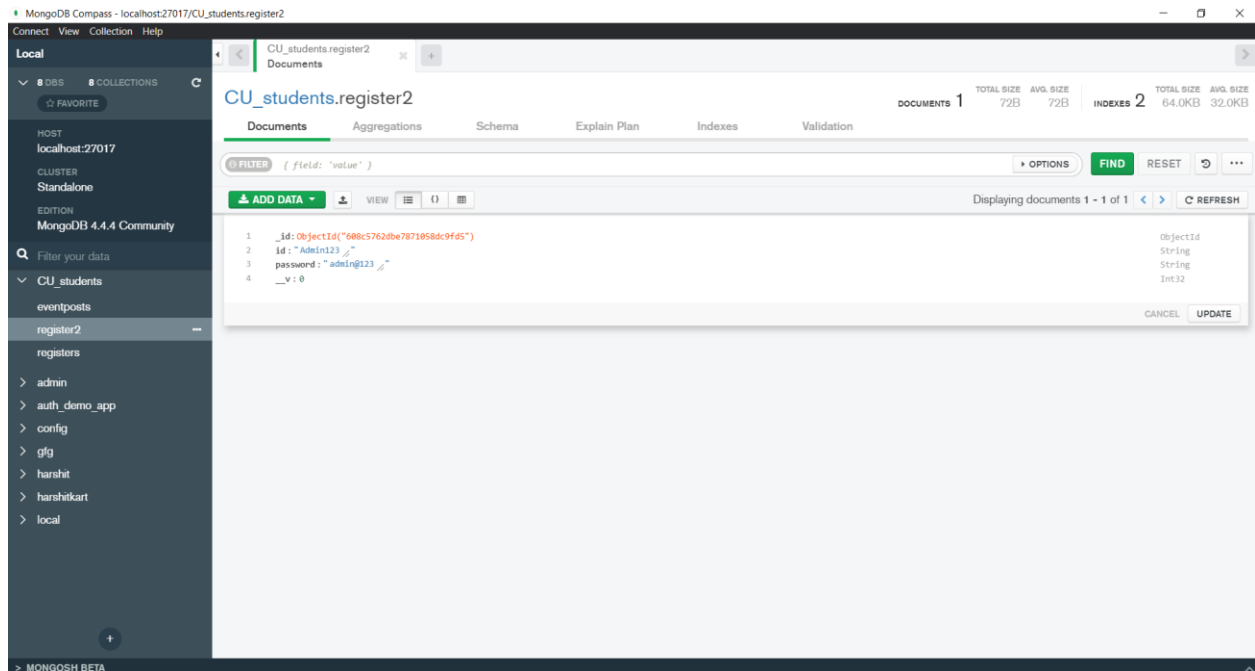 MongoDB Compass - localhost:27017/CU_students.register2
Connect View Collection Help
Local
8 DBS 8 COLLECTIONS
FAVORITE
HOST
localhost:27017
CLUSTER
Standalone
EDITION
MongoDB 4.4.4 Community
Filter your data
CU_students
eventposts
register2
registers
admin
auth_demo_app
config
gfg
harshit
harshitkart
local
> MONGOSH BETA
CU_students.register2
Documents
CU_students.register2
DOCUMENTS 1 TOTAL SIZE 72B AVG. SIZE 72B INDEXES 2 TOTAL SIZE 64.0KB AVG. SIZE 32.0KB
Documents Aggregations Schema Explain Plan Indexes Validation
FILTER { field: 'value' } OPTIONS FIND RESET ...
ADD DATA VIEW {} Displaying documents 1 - 1 of 1 < > REFRESH
1 _id: ObjectId("608c5762dbe7871058dc9fd5") ObjectId
2 id : "Admin123" String
3 password : "admin@123" String
4 __v : 0 Int32
CANCEL UPDATE